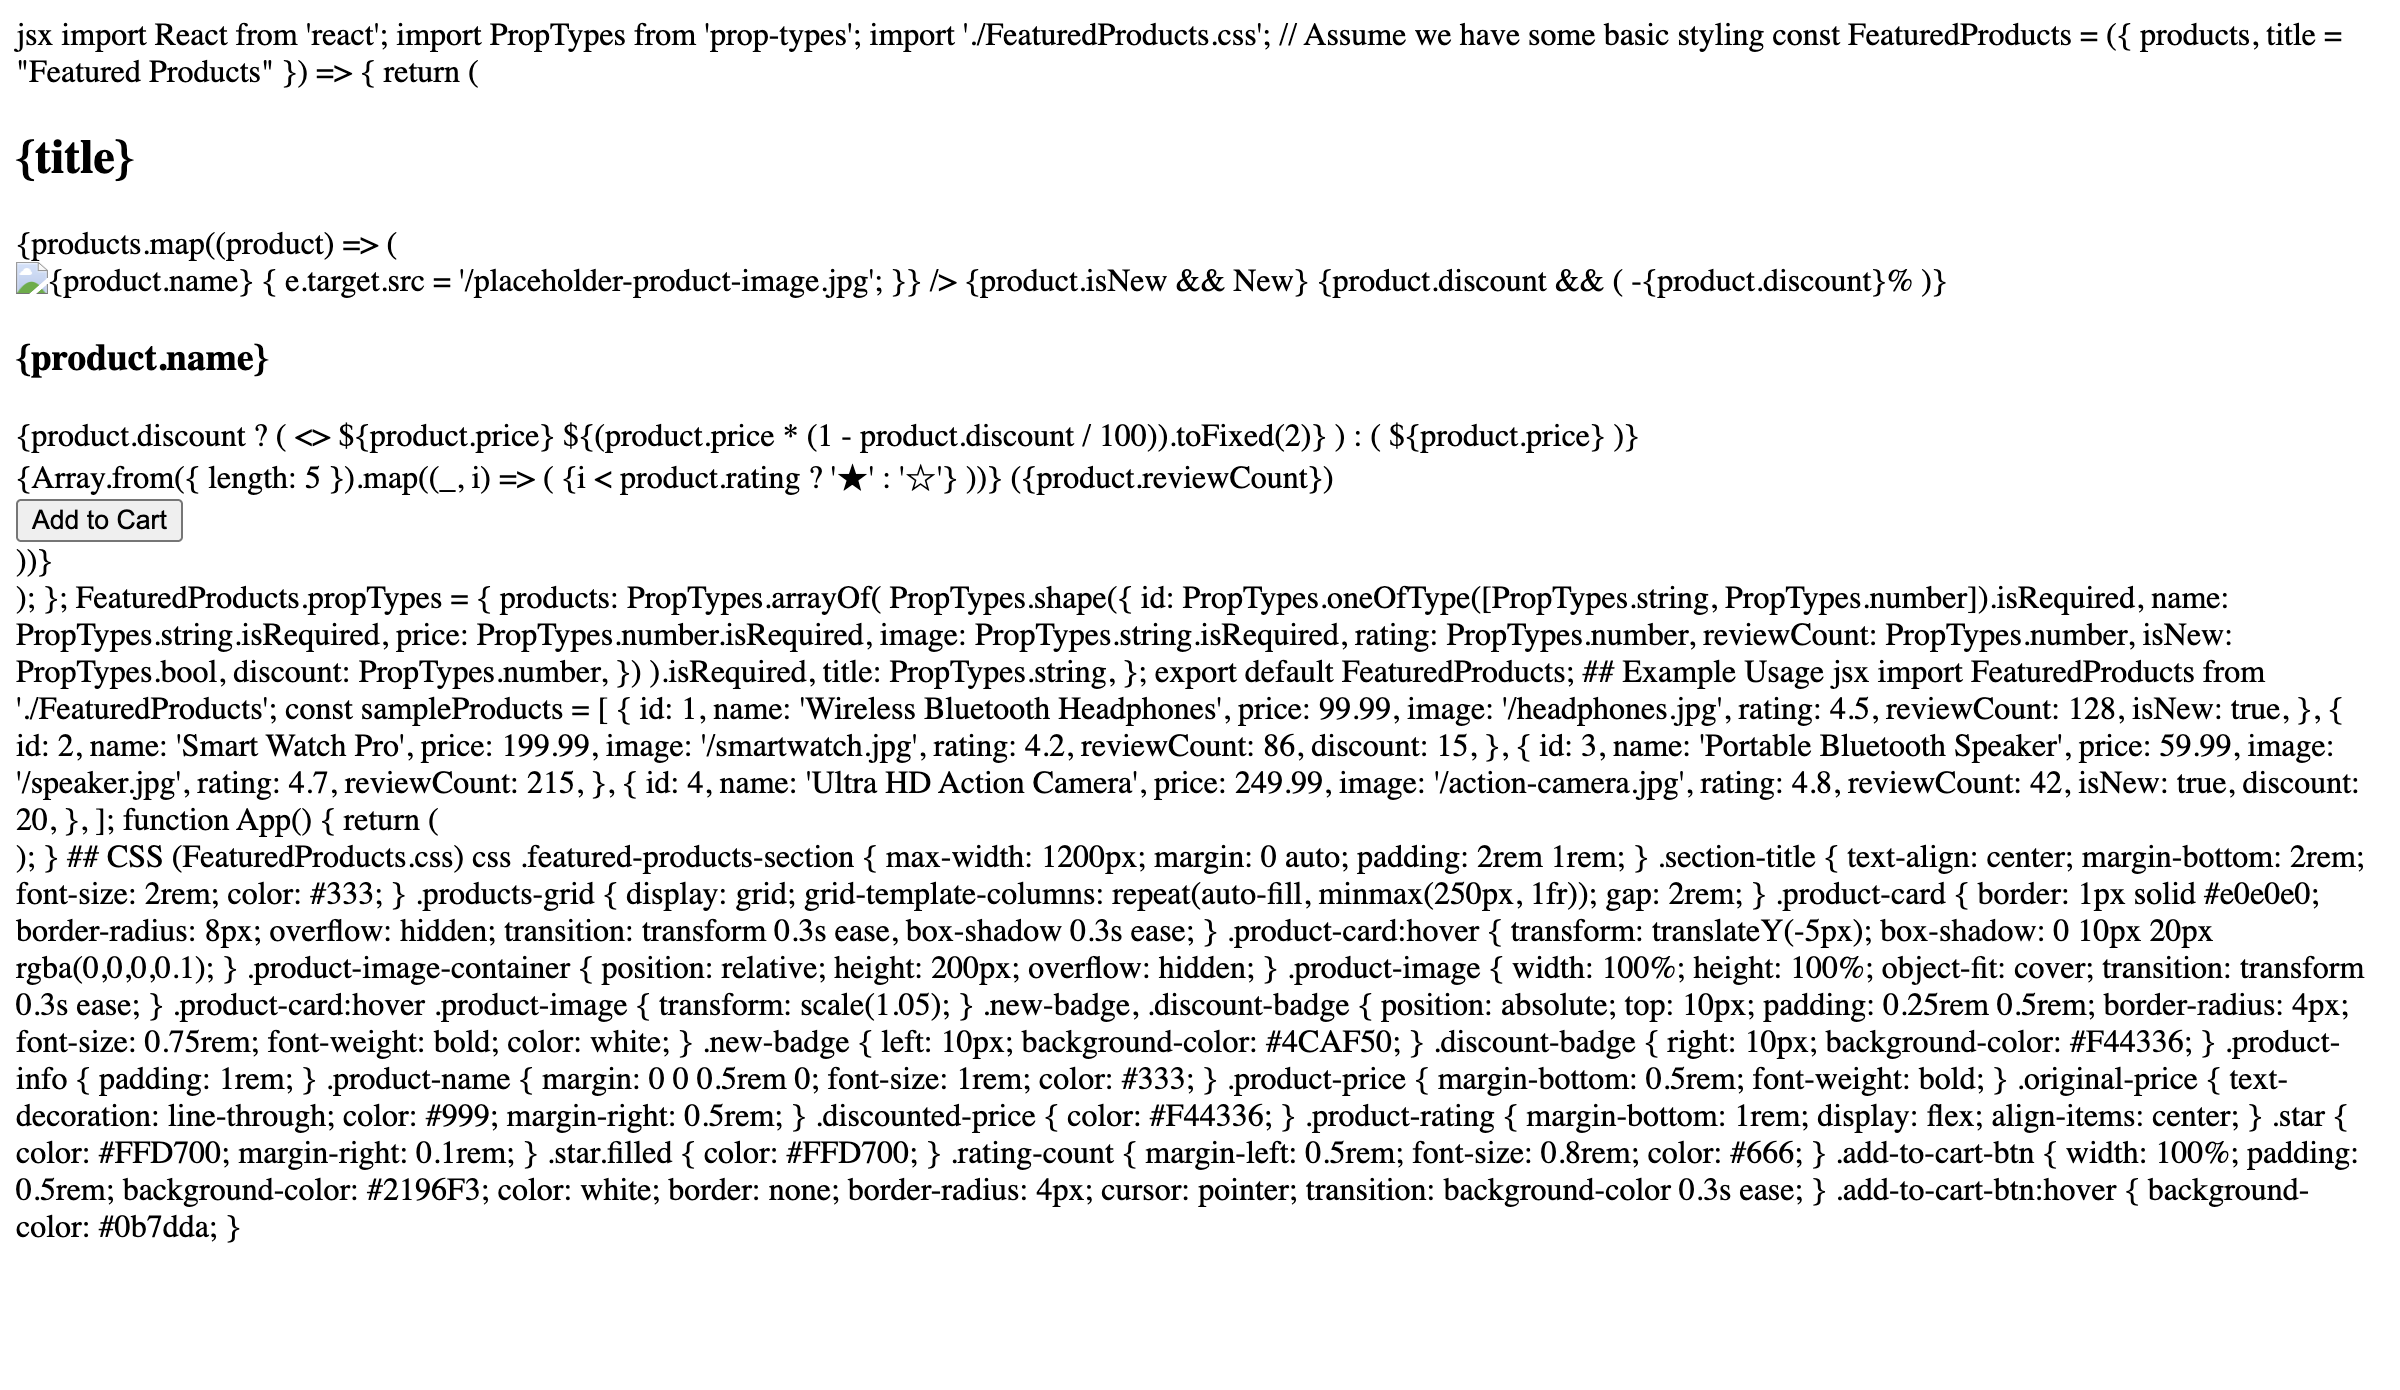 jsx import React from 'react'; import PropTypes from 'prop-types'; import './FeaturedProducts.css'; // Assume we have some basic styling const FeaturedProducts = ({ products, title =
"Featured Products" }) => { return (
{title}
{products.map((product) => (
{product.name} { e.target.src = '/placeholder-product-image.jpg'; }} /> {product.isNew && New} {product.discount && ( -{product.discount}% )}
{product.name}
{product.discount ? ( <> ${product.price} ${(product.price * (1 - product.discount / 100)).toFixed(2)} ) : ( ${product.price} )}
{Array.from({ length: 5 }).map((_, i) => ( {i < product.rating ? '★' : '☆'} ))} ({product.reviewCount})
Add to Cart
))}
); }; FeaturedProducts.propTypes = { products: PropTypes.arrayOf( PropTypes.shape({ id: PropTypes.oneOfType([PropTypes.string, PropTypes.number]).isRequired, name:
PropTypes.string.isRequired, price: PropTypes.number.isRequired, image: PropTypes.string.isRequired, rating: PropTypes.number, reviewCount: PropTypes.number, isNew:
PropTypes.bool, discount: PropTypes.number, }) ).isRequired, title: PropTypes.string, }; export default FeaturedProducts; ## Example Usage jsx import FeaturedProducts from
'./FeaturedProducts'; const sampleProducts = [ { id: 1, name: 'Wireless Bluetooth Headphones', price: 99.99, image: '/headphones.jpg', rating: 4.5, reviewCount: 128, isNew: true, }, {
id: 2, name: 'Smart Watch Pro', price: 199.99, image: '/smartwatch.jpg', rating: 4.2, reviewCount: 86, discount: 15, }, { id: 3, name: 'Portable Bluetooth Speaker', price: 59.99, image:
'/speaker.jpg', rating: 4.7, reviewCount: 215, }, { id: 4, name: 'Ultra HD Action Camera', price: 249.99, image: '/action-camera.jpg', rating: 4.8, reviewCount: 42, isNew: true, discount:
20, }, ]; function App() { return (
); } ## CSS (FeaturedProducts.css) css .featured-products-section { max-width: 1200px; margin: 0 auto; padding: 2rem 1rem; } .section-title { text-align: center; margin-bottom: 2rem;
font-size: 2rem; color: #333; } .products-grid { display: grid; grid-template-columns: repeat(auto-fill, minmax(250px, 1fr)); gap: 2rem; } .product-card { border: 1px solid #e0e0e0;
border-radius: 8px; overflow: hidden; transition: transform 0.3s ease, box-shadow 0.3s ease; } .product-card:hover { transform: translateY(-5px); box-shadow: 0 10px 20px
rgba(0,0,0,0.1); } .product-image-container { position: relative; height: 200px; overflow: hidden; } .product-image { width: 100%; height: 100%; object-fit: cover; transition: transform
0.3s ease; } .product-card:hover .product-image { transform: scale(1.05); } .new-badge, .discount-badge { position: absolute; top: 10px; padding: 0.25rem 0.5rem; border-radius: 4px;
font-size: 0.75rem; font-weight: bold; color: white; } .new-badge { left: 10px; background-color: #4CAF50; } .discount-badge { right: 10px; background-color: #F44336; } .product-
info { padding: 1rem; } .product-name { margin: 0 0 0.5rem 0; font-size: 1rem; color: #333; } .product-price { margin-bottom: 0.5rem; font-weight: bold; } .original-price { text-
decoration: line-through; color: #999; margin-right: 0.5rem; } .discounted-price { color: #F44336; } .product-rating { margin-bottom: 1rem; display: flex; align-items: center; } .star {
color: #FFD700; margin-right: 0.1rem; } .star.filled { color: #FFD700; } .rating-count { margin-left: 0.5rem; font-size: 0.8rem; color: #666; } .add-to-cart-btn { width: 100%; padding:
0.5rem; background-color: #2196F3; color: white; border: none; border-radius: 4px; cursor: pointer; transition: background-color 0.3s ease; } .add-to-cart-btn:hover { background-
color: #0b7dda; }